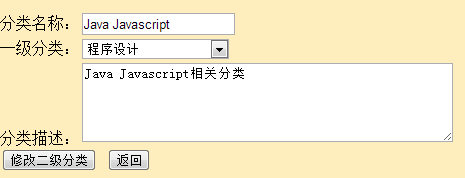 分类名称： Java Javascript
一级分类： 程序设计
Java Javascript相关分类
分类描述：
修改二级分类 返回